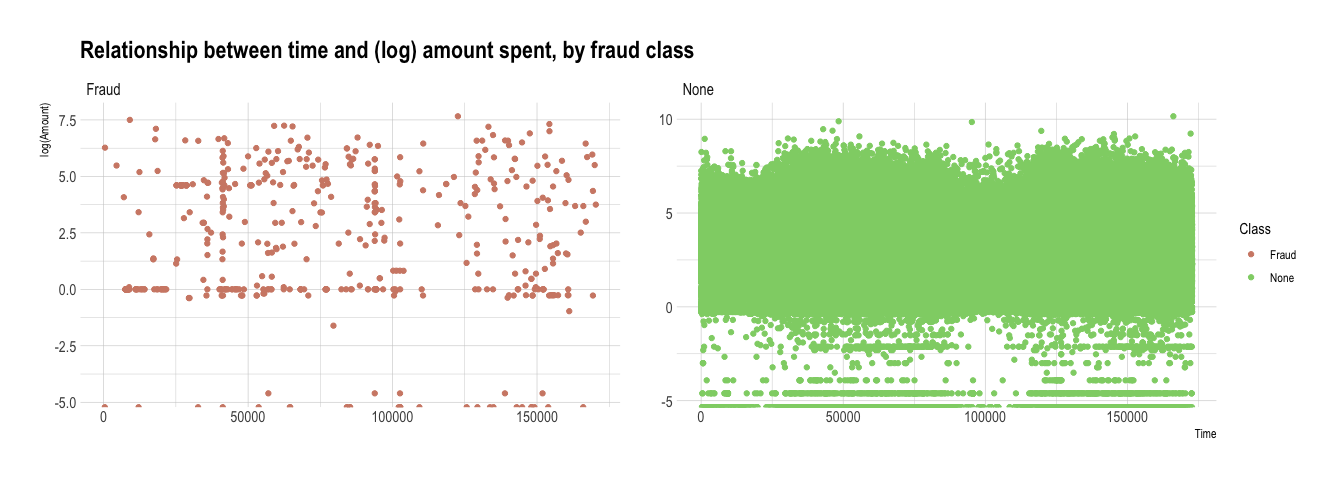 Relationship between time and (log) amount spent, by fraud class
Fraud
None
log(Amount)
7.5
5.0
2.5
0.0
-2.5
-5.0
0
50000
100000
150000
10
5
0
-5
0
50000
100000
150000
Time
Class
Fraud
None